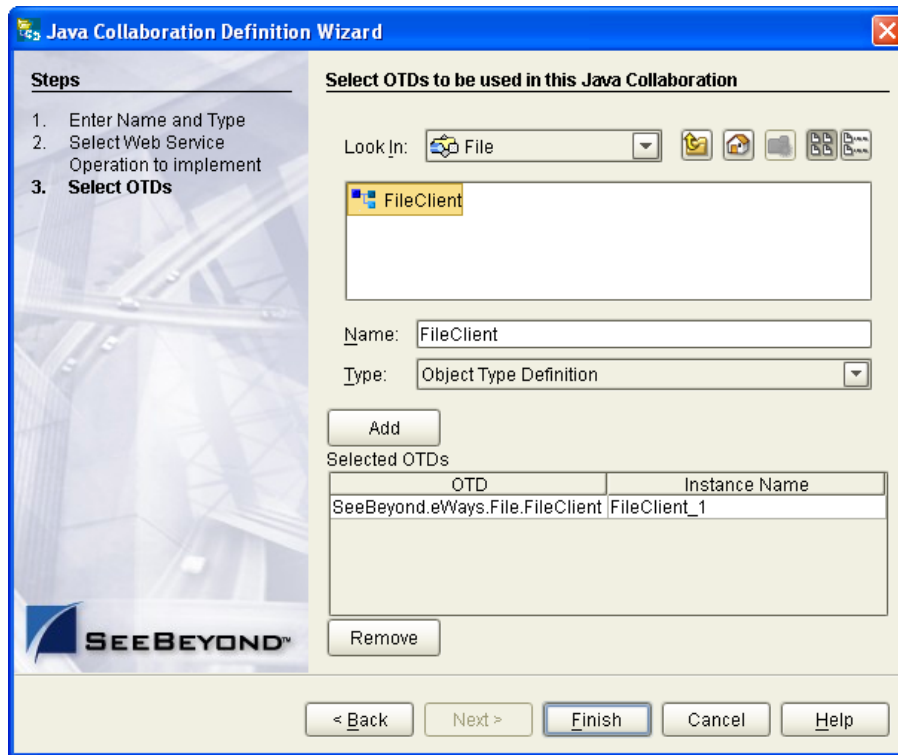 Java Collaboration Definition Wizard
Steps
1. Enter Name and Type
2. Select Web Service
Operation to implement
3. Select OTDs
SEEBEYOND™
Select OTDs to be used in this Java Collaboration
Look In: File
FileClient
Name: FileClient
Type: Object Type Definition
Add
Selected OTDs
OTD Instance Name
SeeBeyond.eWays.File.FileClient FileClient_1
Remove
< Back Next > Finish Cancel Help